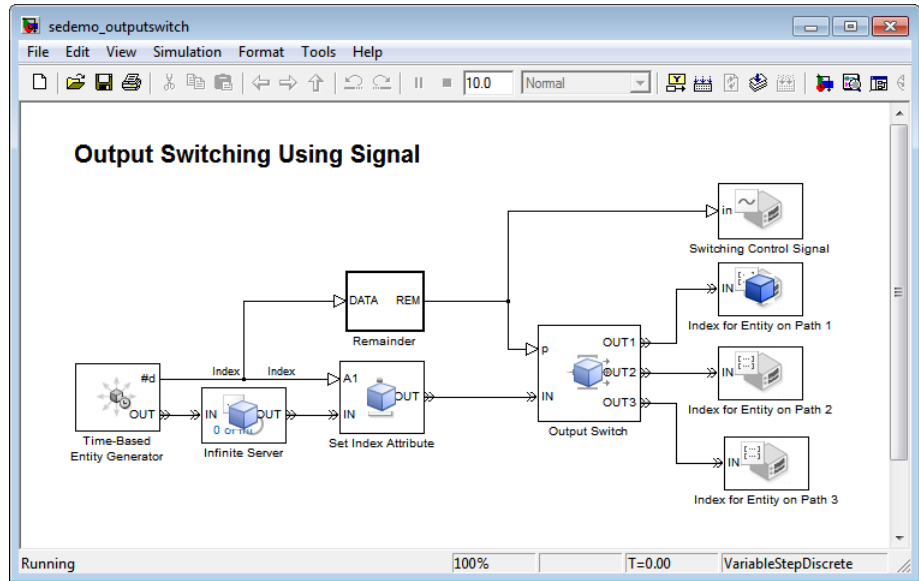 sedemo_outputswitch
File Edit View Simulation Format Tools Help
10.0 Normal
Output Switching Using Signal
in
Switching Control Signal
DATA REM
Remainder
IN
Index for Entity on Path 1
p OUT1
OUT2
IN OUT3
Output Switch
IN
Index for Entity on Path 2
#d Index Index
OUT
Time-Based
Entity Generator
IN OUT
Infinite Server
A1
IN OUT
Set Index Attribute
IN
Index for Entity on Path 3
Running 100% T=0.00 VariableStepDiscrete